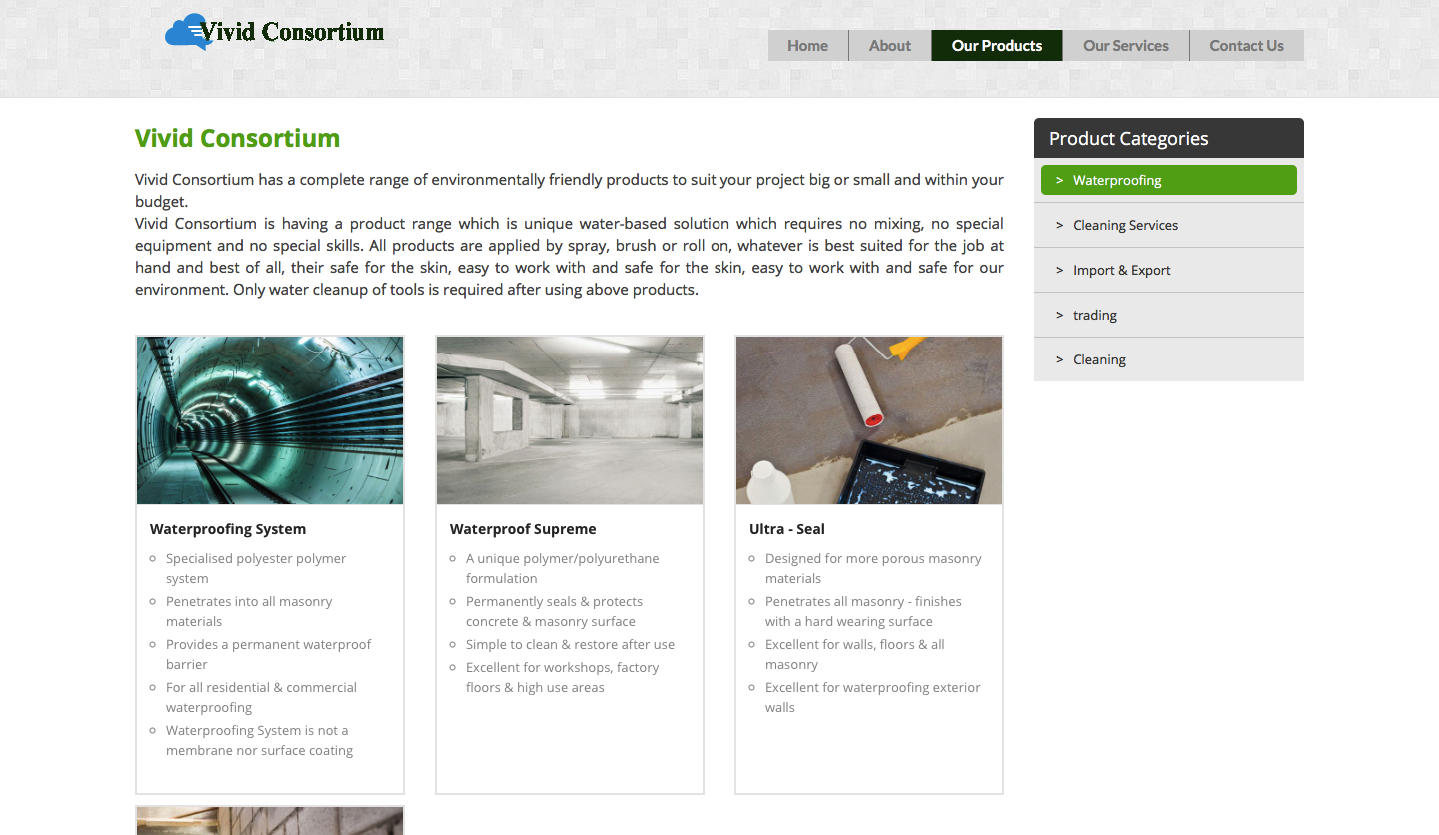 Vivid Consortium
Home
About
Our Products
Our Services
Contact Us
Vivid Consortium
Vivid Consortium has a complete range of environmentally friendly products to suit your project big or small and within your
budget.
Vivid Consortium is having a product range which is unique water-based solution which requires no mixing, no special
equipment and no special skills. All products are applied by spray, brush or roll on, whatever is best suited for the job at
hand and best of all, their safe for the skin, easy to work with and safe for the skin, easy to work with and safe for our
environment. Only water cleanup of tools is required after using above products.
Product Categories
> Waterproofing
> Cleaning Services
> Import & Export
> trading
> Cleaning
Waterproofing System
Specialised polyester polymer
system
Penetrates into all masonry
materials
Provides a permanent waterproof
barrier
For all residential & commercial
waterproofing
Waterproofing System is not a
membrane nor surface coating
Waterproof Supreme
A unique polymer/polyurethane
formulation
Permanently seals & protects
concrete & masonry surface
Simple to clean & restore after use
Excellent for workshops, factory
floors & high use areas
Ultra - Seal
Designed for more porous masonry
materials
Penetrates all masonry - finishes
with a hard wearing surface
Excellent for walls, floors & all
masonry
Excellent for waterproofing exterior
walls